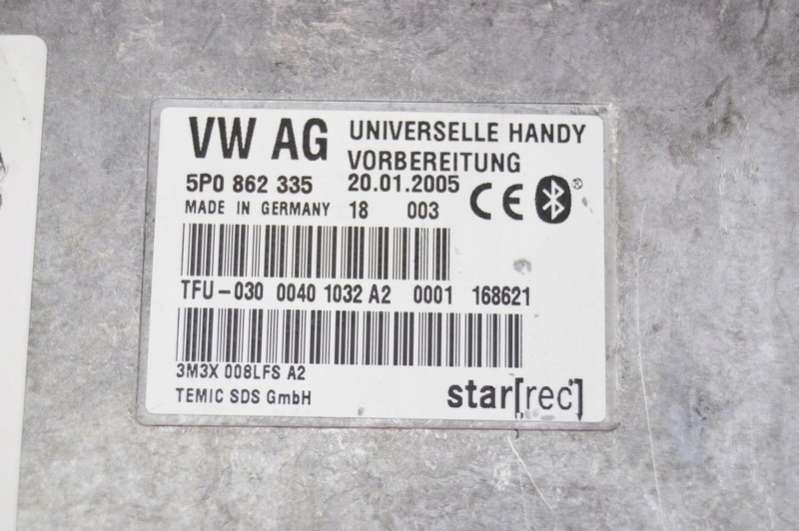 VW AG UNIVERSELLE HANDY
VORBEREITUNG
5P0 862 335 20.01.2005
MADE IN GERMANY 18 003 CE
TFU-030 0040 1032 A2 0001 168621
3M3X 008LFS A2
TEMIC SDS GmbH star[rec]